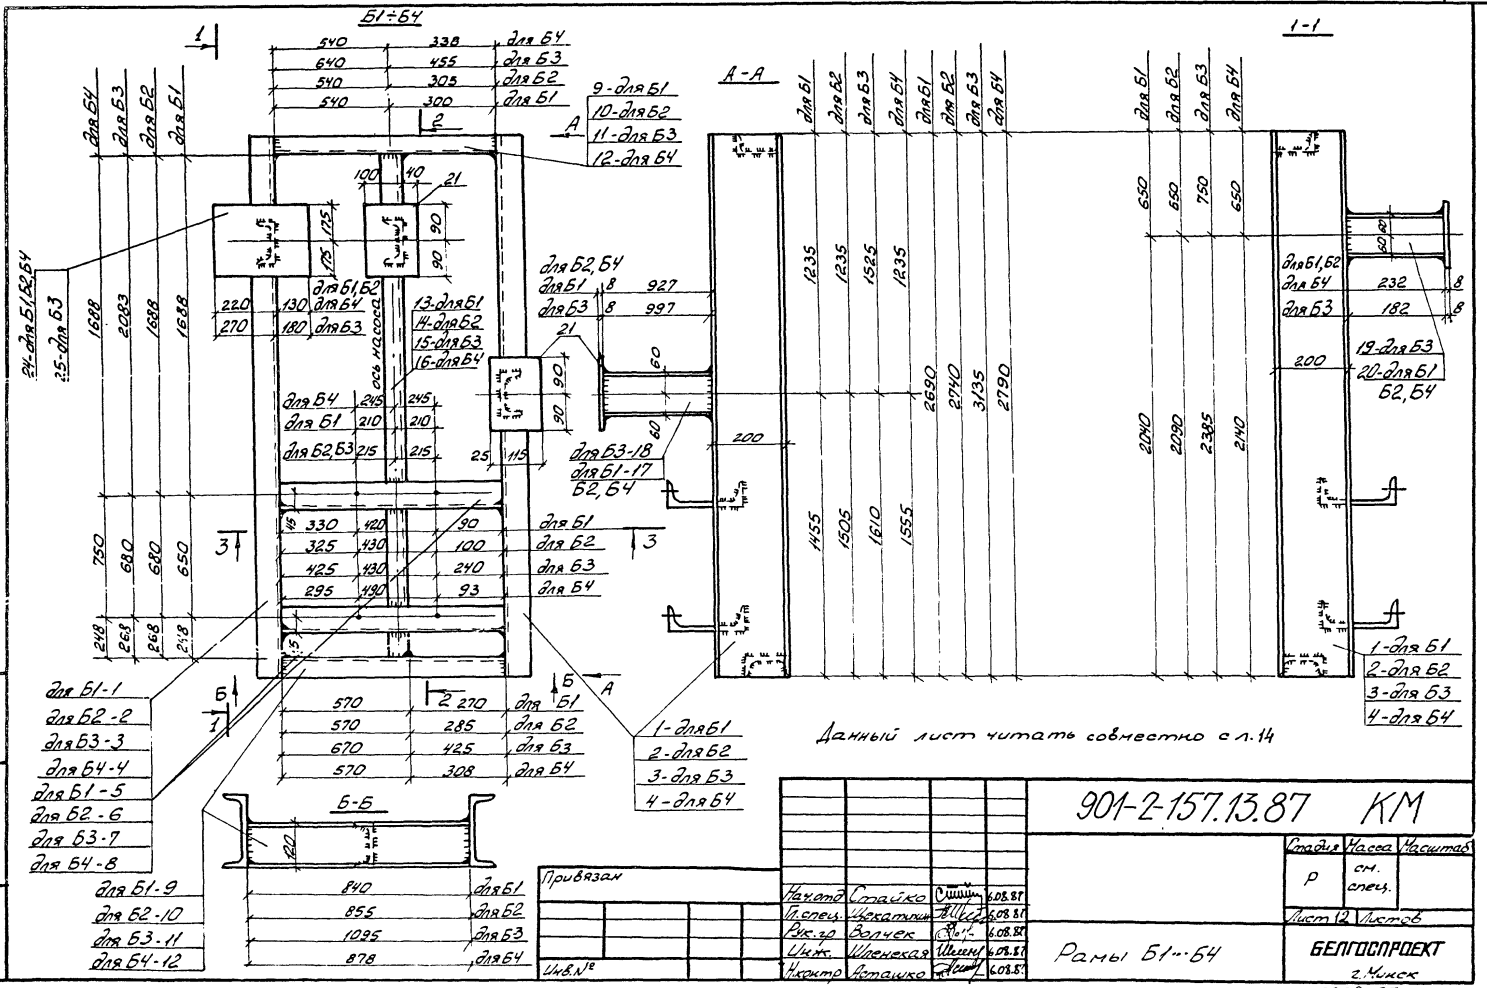 Б1÷Б4
1
540 338 для Б4
640 455 для Б3
540 305 для Б2
540 300 для Б1
2
А
9-для Б1
10-для Б2
11-для Б3
12-для Б4
для Б4
для Б3
для Б2
для Б1
1688
2083
1688
1688
100 40
21
175
175
90
90
24-для Б1,Б2,Б4
25-для Б3
220 130 для Б1,Б2 для Б4
270 180 для Б3
ось насоса
13-для Б1
14-для Б2
15-для Б3
16-для Б4
для Б4 245 245
для Б1 210 210
для Б2,Б3 215 215
90
90
25 115
45
330 420 90 для Б1
325 430 100 для Б2
425 430 240 для Б3
295 490 93 для Б4
3
3
750
680
680
650
248
268
268
Б
Б
А
1
2
570 270 для Б1
570 285 для Б2
670 425 для Б3
570 308 для Б4
для Б1-1
для Б2-2
для Б3-3
для Б4-4
для Б1-5
для Б2-6
для Б3-7
для Б4-8
для Б1-9
для Б2-10
для Б3-11
для Б4-12
1-для Б1
2-для Б2
3-для Б3
4-для Б4
Б-Б
120
840 для Б1
855 для Б2
1095 для Б3
878 для Б4
А-А
для Б1
для Б2
для Б3
для Б4
для Б1
для Б2
для Б3
для Б4
1235
1235
1525
1235
2690
2740
3135
2790
1455
1505
1610
1555
для Б2,Б4
для Б1 8 927
для Б3 8 997
21
60
60
200
для Б3-18
для Б1-17
Б2,Б4
1-1
для Б1
для Б2
для Б3
для Б4
650
650
750
650
2040
2090
2385
2140
60 60
для Б1,Б2
для Б4 232 8
для Б3 182 8
200
19-для Б3
20-для Б1
Б2,Б4
1-для Б1
2-для Б2
3-для Б3
4-для Б4
Данный лист читать совместно с л.14
901-2-157.13.87 КМ
Стадия Масса Масштаб
Р см. спец.
Лист 12 Листов
Рамы Б1...Б4
БЕЛГОСПРОЕКТ
г. Минск
Привязан
Инв.№
Нач.отд Стайко 6.08.87
Гл.спец. 6.08.87
Рук.гр Волчек 6.08.87
Инж. 6.08.87
Н.контр Асташко 6.08.87